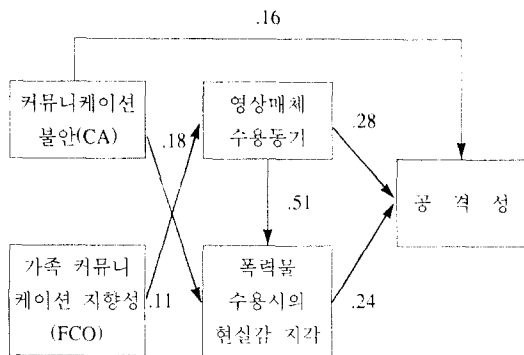 .16
커뮤니케이션
불안(CA)
영상매체
수용동기
.18
.28
.51
공 격 성
가족 커뮤니
케이션 지향성
(FCO)
.11
폭력물
수용시의
현실감 지각
.24